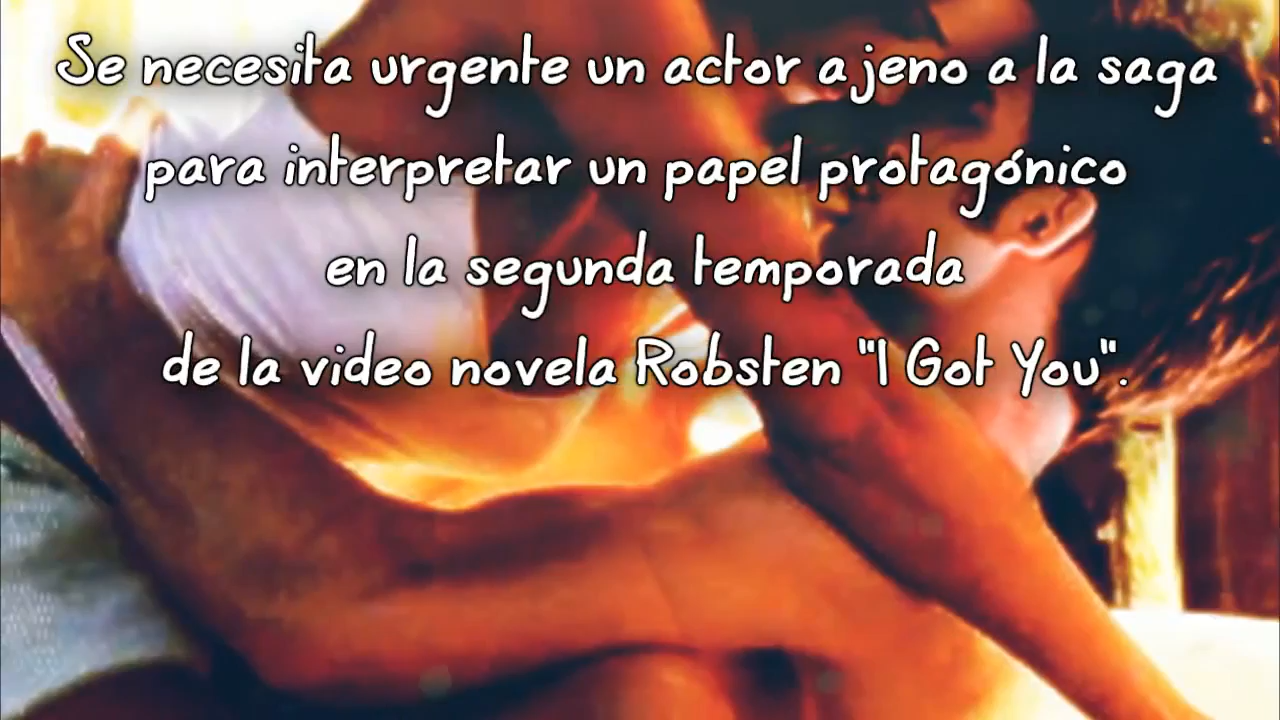 Se necesita urgente un actor ajeno a la saga
para interpretar un papel protagónico
en la segunda temporada
de la video novela Robsten "I Got You".